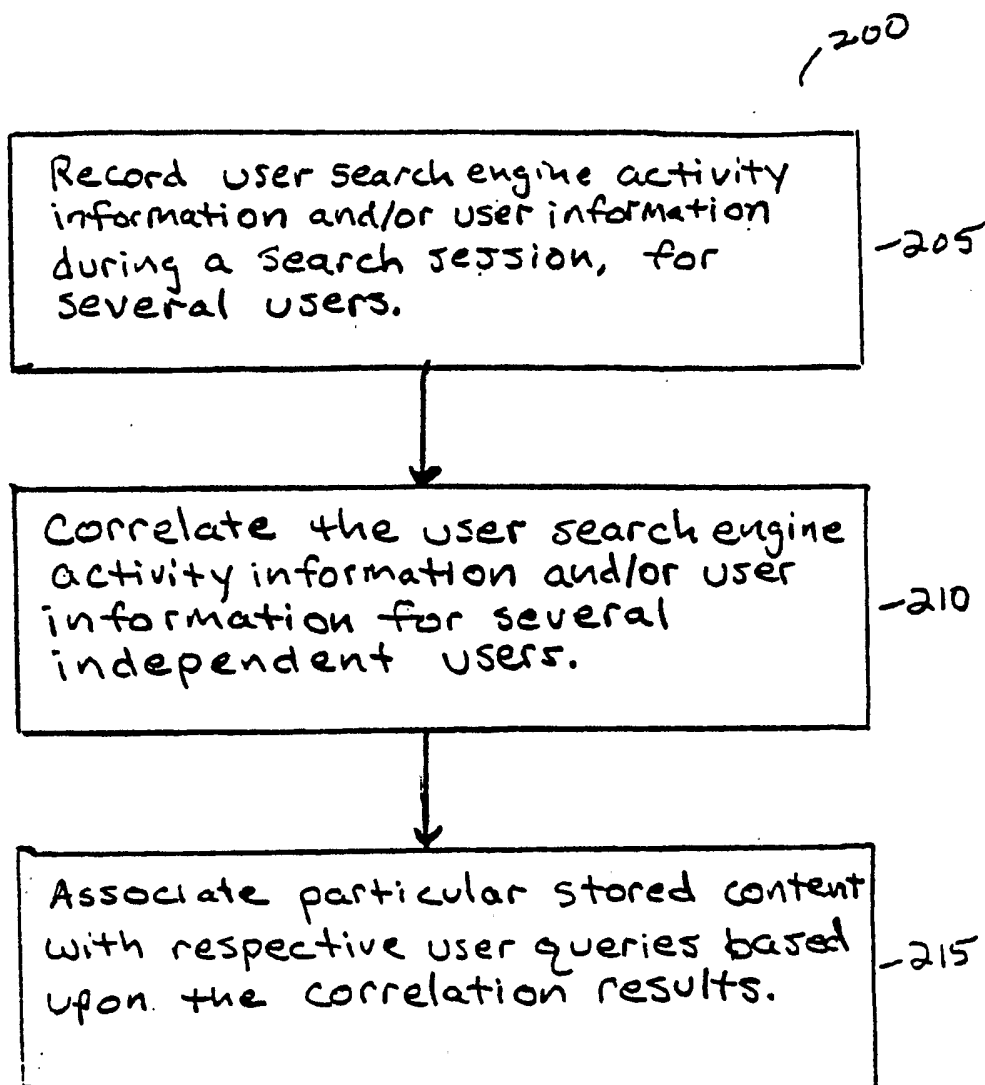 200
Record user search engine activity
information and/or user information
during a search session, for
several users.
205
Correlate the user search engine
activity information and/or user
information for several
independent users.
210
Associate particular stored content
with respective user queries based
upon the correlation results.
215